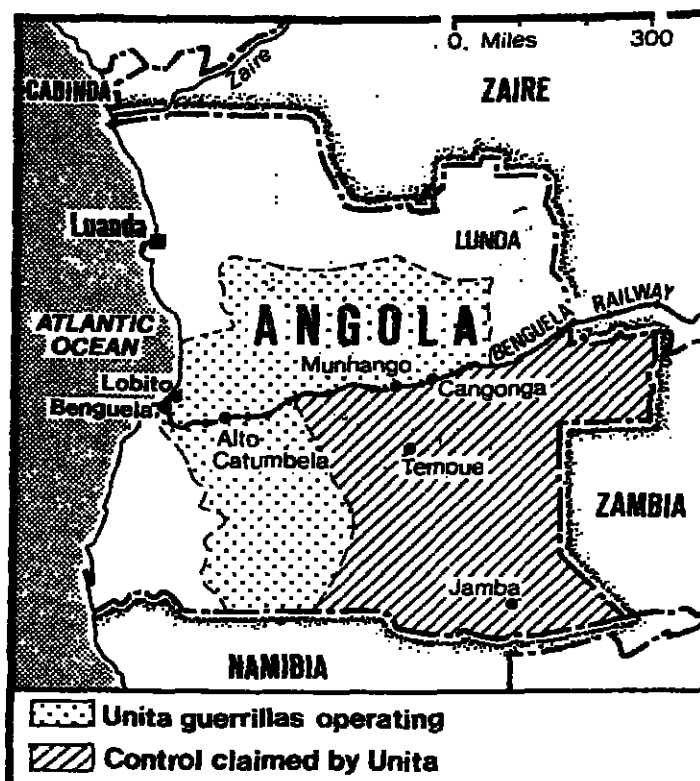 0. Miles 300
CABINDA
Zaire
ZAIRE
Luanda
LUNDA
ANGOLA
BENGUELA RAILWAY
ATLANTIC
OCEAN
Munhango
Cangonga
Lobito
Benguela
Alto
Catumbela
Temoue
ZAMBIA
Jamba
NAMIBIA
Unita guerrillas operating
Control claimed by Unita